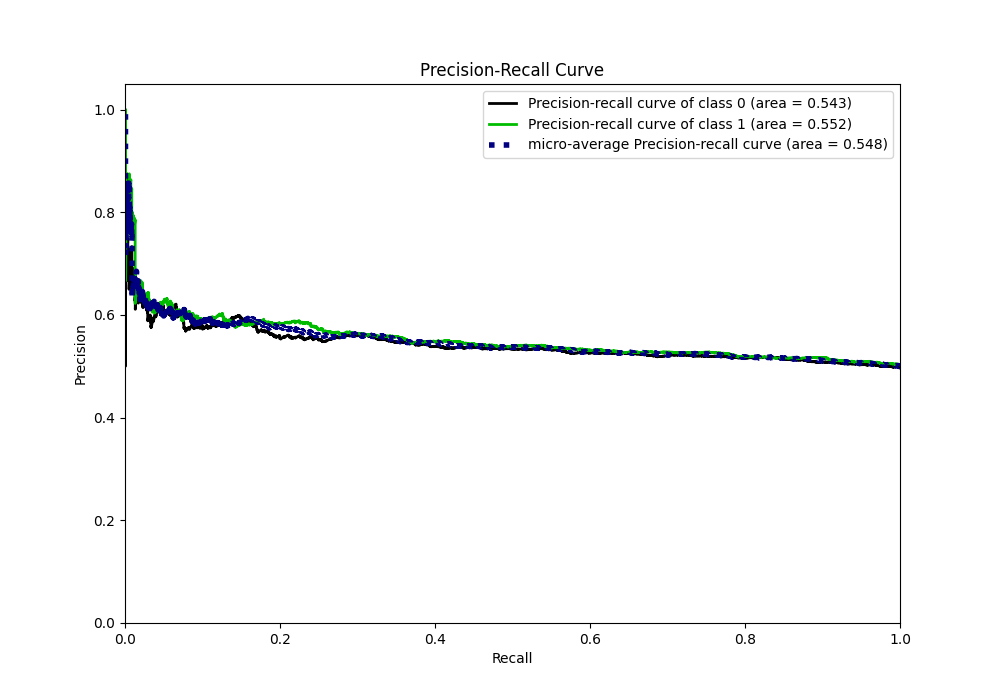 Precision-Recall Curve
Precision-recall curve of class 0 (area = 0.543)
Precision-recall curve of class 1 (area = 0.552)
micro-average Precision-recall curve (area = 0.548)
1.0
0.8
0.6
0.4
0.2
0.0
Precision
0.0 0.2 0.4 0.6 0.8 1.0
Recall